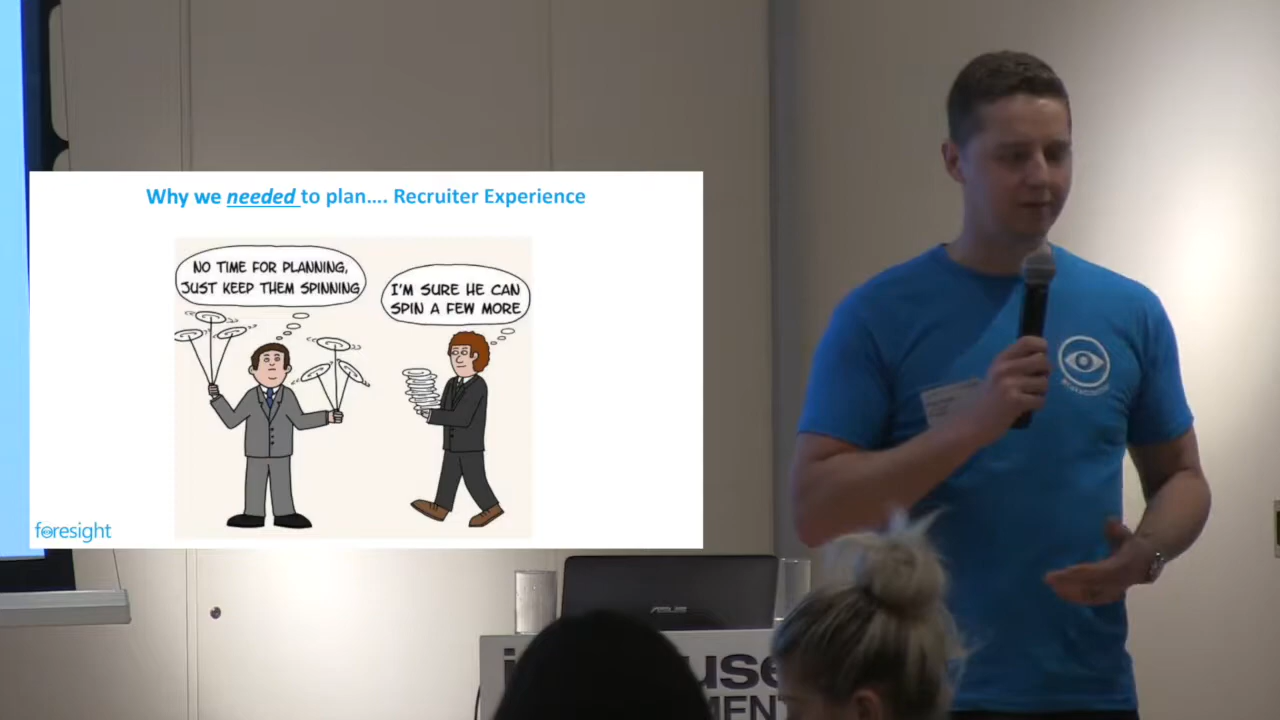 Why we needed to plan.... Recruiter Experience
NO TIME FOR PLANNING,
JUST KEEP THEM SPINNING
I'M SURE HE CAN
SPIN A FEW MORE
foresight
ASUS